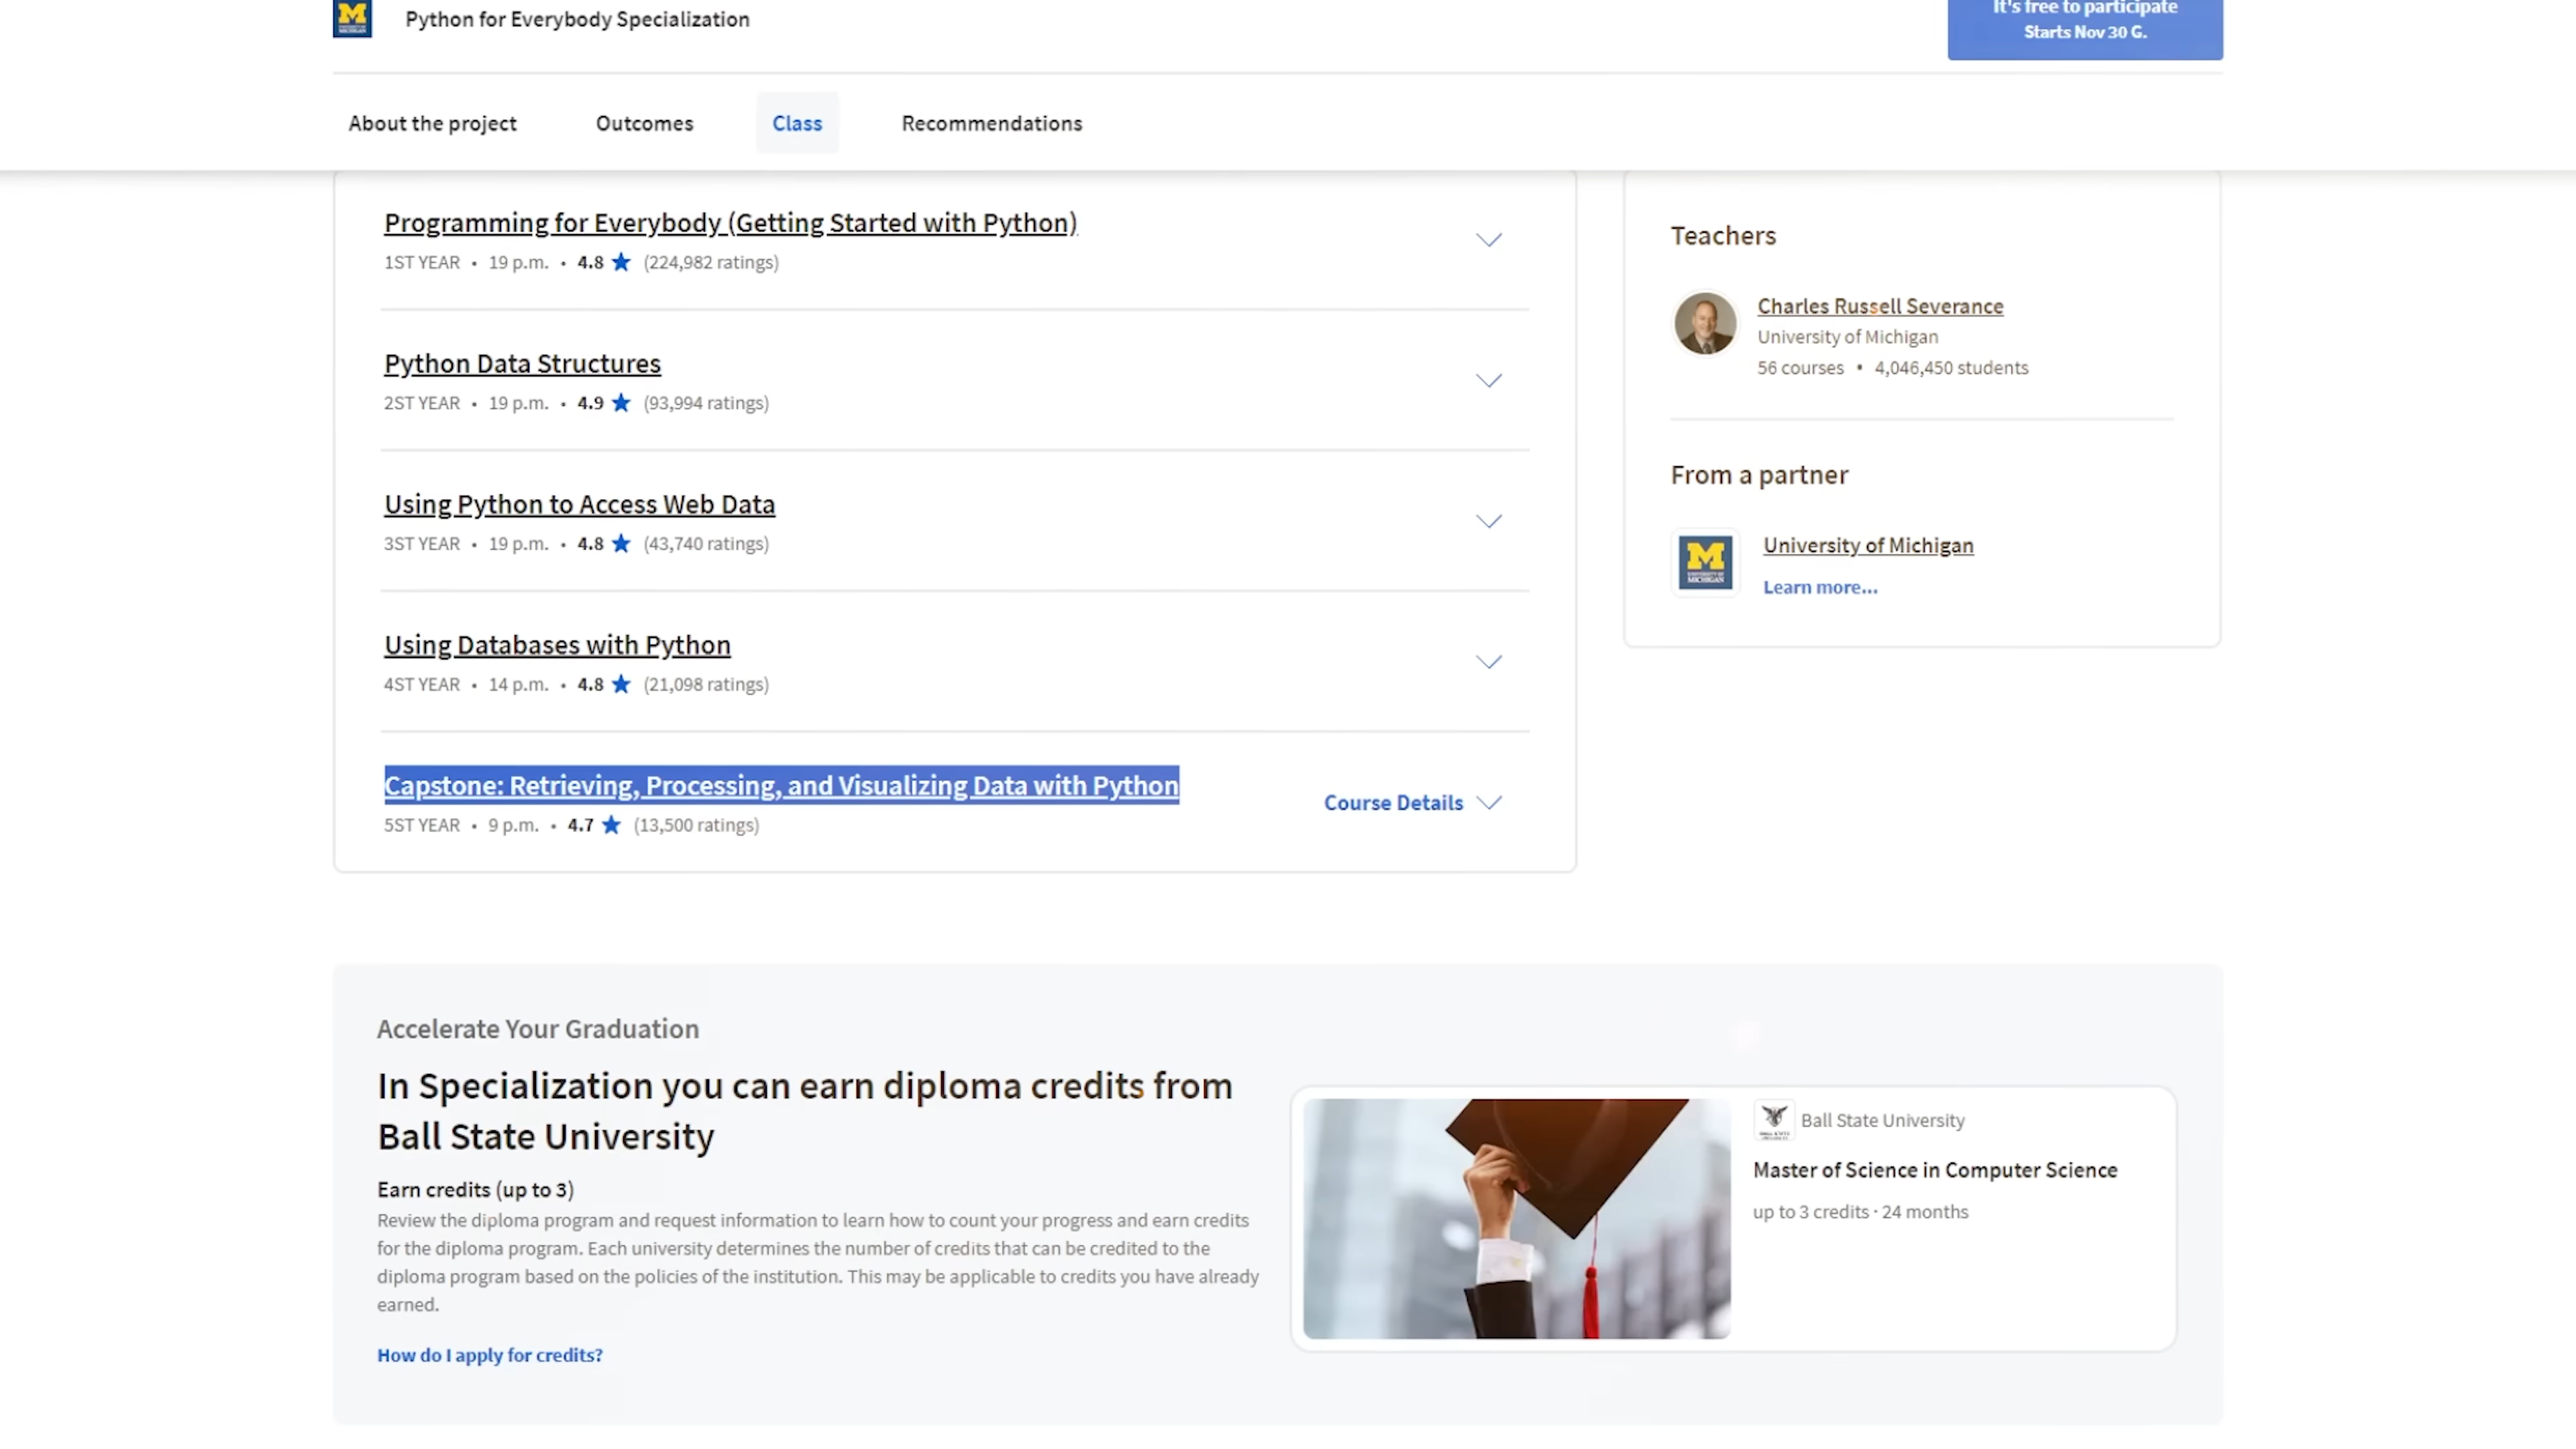 Python for Everybody Specialization
It's free to participate
Starts Nov 30 G.
About the project
Outcomes
Class
Recommendations
Programming for Everybody (Getting Started with Python)
1ST YEAR • 19 p.m. • 4.8 ★ (224,982 ratings)
Python Data Structures
2ST YEAR • 19 p.m. • 4.9 ★ (93,994 ratings)
Using Python to Access Web Data
3ST YEAR • 19 p.m. • 4.8 ★ (43,740 ratings)
Using Databases with Python
4ST YEAR • 14 p.m. • 4.8 ★ (21,098 ratings)
Capstone: Retrieving, Processing, and Visualizing Data with Python
5ST YEAR • 9 p.m. • 4.7 ★ (13,500 ratings)
Course Details
Teachers
Charles Russell Severance
University of Michigan
56 courses • 4,046,450 students
From a partner
M
UNIVERSITY OF
MICHIGAN
University of Michigan
Learn more...
Accelerate Your Graduation
In Specialization you can earn diploma credits from
Ball State University
Earn credits (up to 3)
Review the diploma program and request information to learn how to count your progress and earn credits
for the diploma program. Each university determines the number of credits that can be credited to the
diploma program based on the policies of the institution. This may be applicable to credits you have already
earned.
How do I apply for credits?
Ball State University
Master of Science in Computer Science
up to 3 credits · 24 months